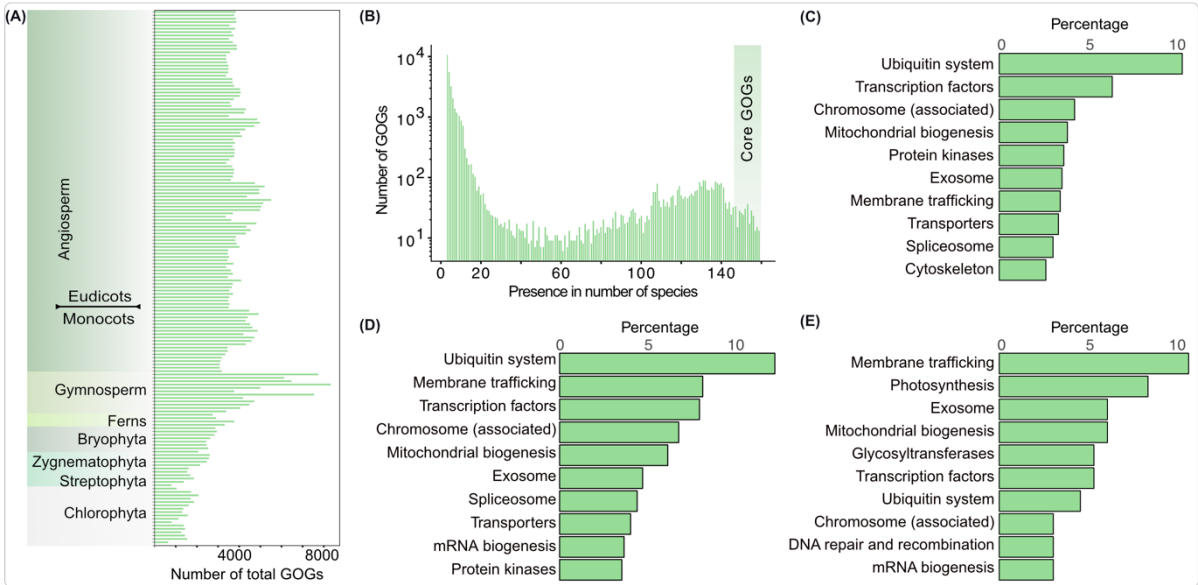 (A)
Angiosperm
Eudicots
Monocots
Gymnosperm
Ferns
Bryophyta
Zygnematophyta
Streptophyta
Chlorophyta
4000 8000
Number of total GOGs
(B)
Number of GOGs
10^4
10^3
10^2
10^1
Core GOGs
0 20 60 100 140
Presence in number of species
(C)
Percentage
0 5 10
Ubiquitin system
Transcription factors
Chromosome (associated)
Mitochondrial biogenesis
Protein kinases
Exosome
Membrane trafficking
Transporters
Spliceosome
Cytoskeleton
(D)
Percentage
0 5 10
Ubiquitin system
Membrane trafficking
Transcription factors
Chromosome (associated)
Mitochondrial biogenesis
Exosome
Spliceosome
Transporters
mRNA biogenesis
Protein kinases
(E)
Percentage
0 5 10
Membrane trafficking
Photosynthesis
Exosome
Mitochondrial biogenesis
Glycosyltransferases
Transcription factors
Ubiquitin system
Chromosome (associated)
DNA repair and recombination
mRNA biogenesis